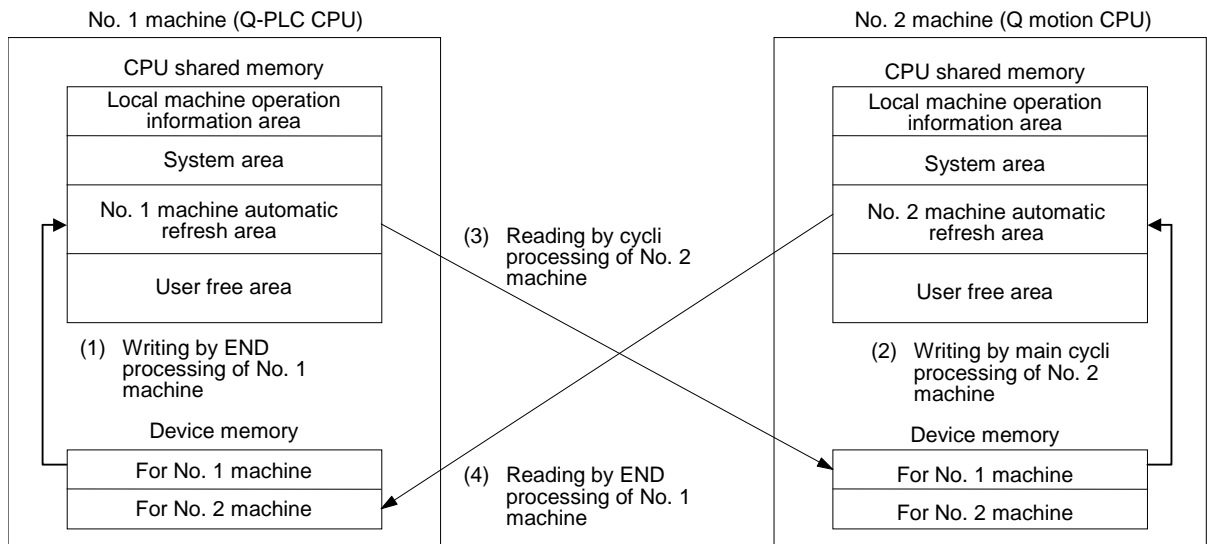 No. 1 machine (Q-PLC CPU)
CPU shared memory
Local machine operation
information area
System area
No. 1 machine automatic
refresh area
User free area
(1) Writing by END
processing of No. 1
machine
Device memory
For No. 1 machine
For No. 2 machine
(3) Reading by cycli
processing of No. 2
machine
(4) Reading by END
processing of No. 1
machine
No. 2 machine (Q motion CPU)
CPU shared memory
Local machine operation
information area
System area
No. 2 machine automatic
refresh area
User free area
(2) Writing by main cycli
processing of No. 2
machine
Device memory
For No. 1 machine
For No. 2 machine